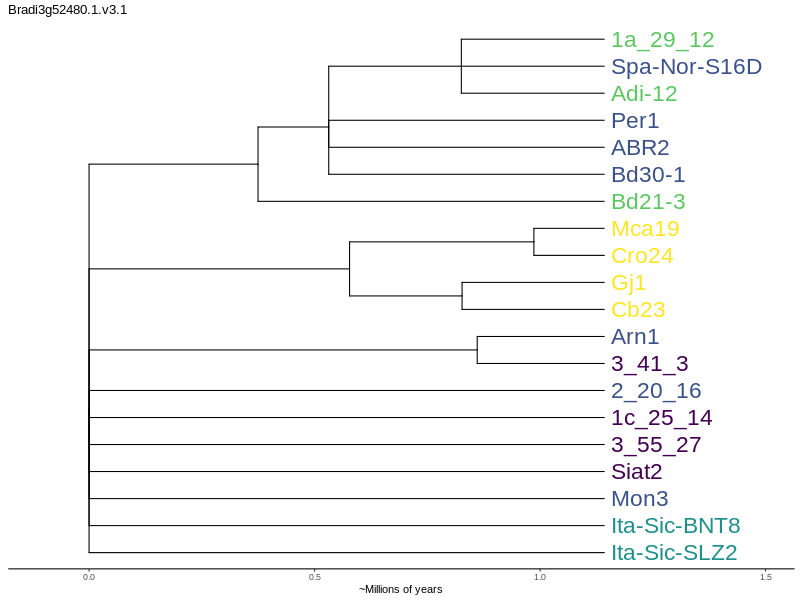 Bradi3g52480.1.v3.1
1a_29_12
Spa-Nor-S16D
Adi-12
Per1
ABR2
Bd30-1
Bd21-3
Mca19
Cro24
Gj1
Cb23
Arn1
3_41_3
2_20_16
1c_25_14
3_55_27
Siat2
Mon3
Ita-Sic-BNT8
Ita-Sic-SLZ2
0.0 0.5 1.0 1.5
~Millions of years